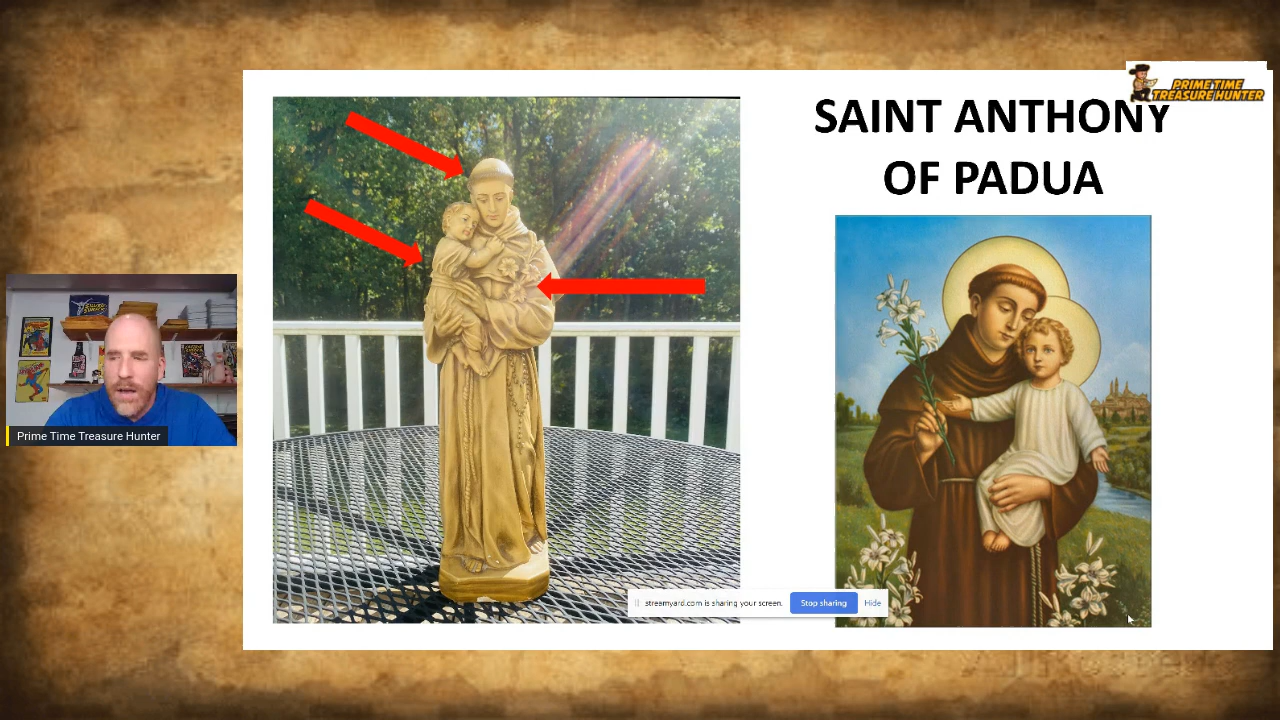 PRIME TIME
TREASURE HUNTER
SAINT ANTHONY
OF PADUA
Prime Time Treasure Hunter
streamyard.com is sharing your screen.
Stop sharing
Hide